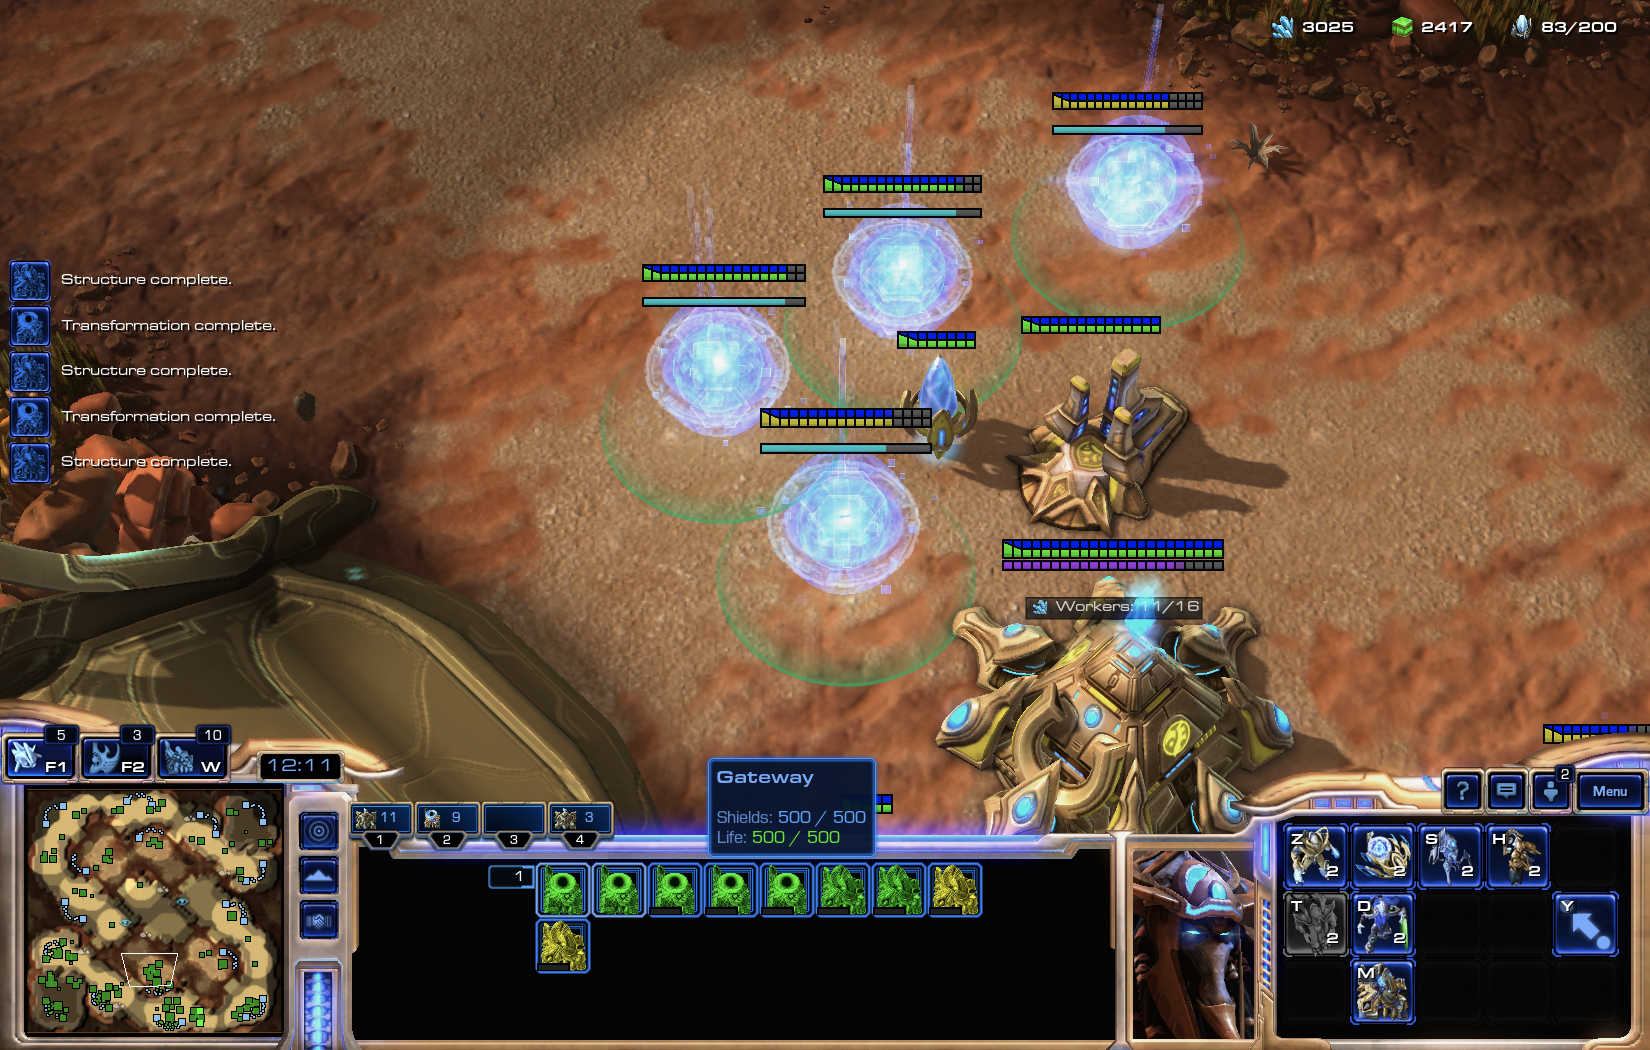 3025 2417 83/200
Structure complete.
Transformation complete.
Structure complete.
Transformation complete.
Structure complete.
Workers: 11/16
5 3 10
F1 F2 W
12:11
Gateway
Shields: 500 / 500
Life: 500 / 500
11 9 3
1 2 3 4
1
? 2 Menu
Z 2 2 S 2 H 2
T 2 D 2 Y
M